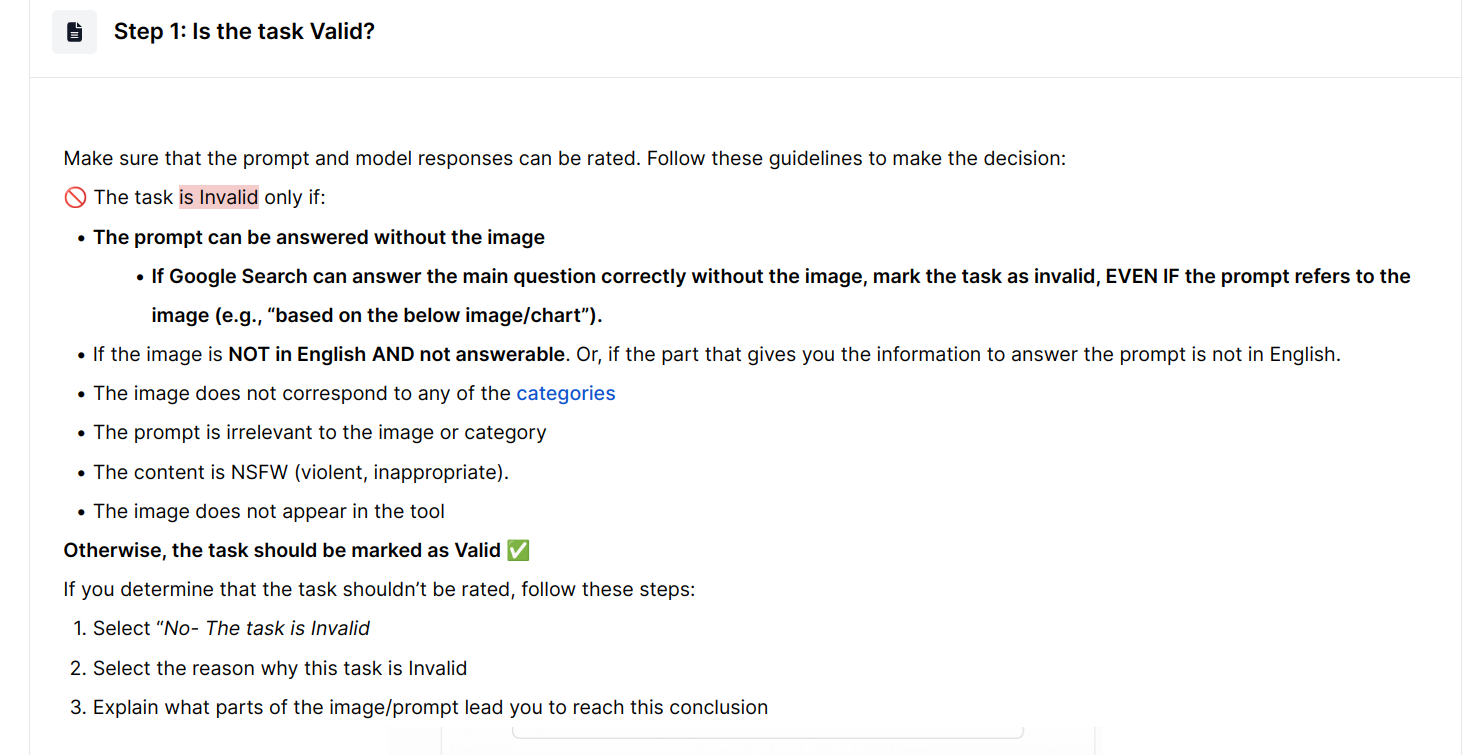 Step 1: Is the task Valid?
Make sure that the prompt and model responses can be rated. Follow these guidelines to make the decision:
🚫 The task is Invalid only if:
• The prompt can be answered without the image
• If Google Search can answer the main question correctly without the image, mark the task as invalid, EVEN IF the prompt refers to the
image (e.g., “based on the below image/chart”).
• If the image is NOT in English AND not answerable. Or, if the part that gives you the information to answer the prompt is not in English.
• The image does not correspond to any of the categories
• The prompt is irrelevant to the image or category
• The content is NSFW (violent, inappropriate).
• The image does not appear in the tool
Otherwise, the task should be marked as Valid ✅
If you determine that the task shouldn’t be rated, follow these steps:
1. Select “No- The task is Invalid
2. Select the reason why this task is Invalid
3. Explain what parts of the image/prompt lead you to reach this conclusion